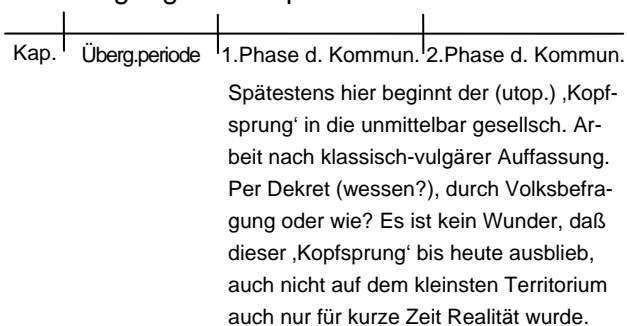 Kap. Überg.periode 1.Phase d. Kommun. 2.Phase d. Kommun.
Spätestens hier beginnt der (utop.) ‚Kopf-
sprung‘ in die unmittelbar gesellsch. Ar-
beit nach klassisch-vulgärer Auffassung.
Per Dekret (wessen?), durch Volksbefra-
gung oder wie? Es ist kein Wunder, daß
dieser ‚Kopfsprung‘ bis heute ausblieb,
auch nicht auf dem kleinsten Territorium
auch nur für kurze Zeit Realität wurde.